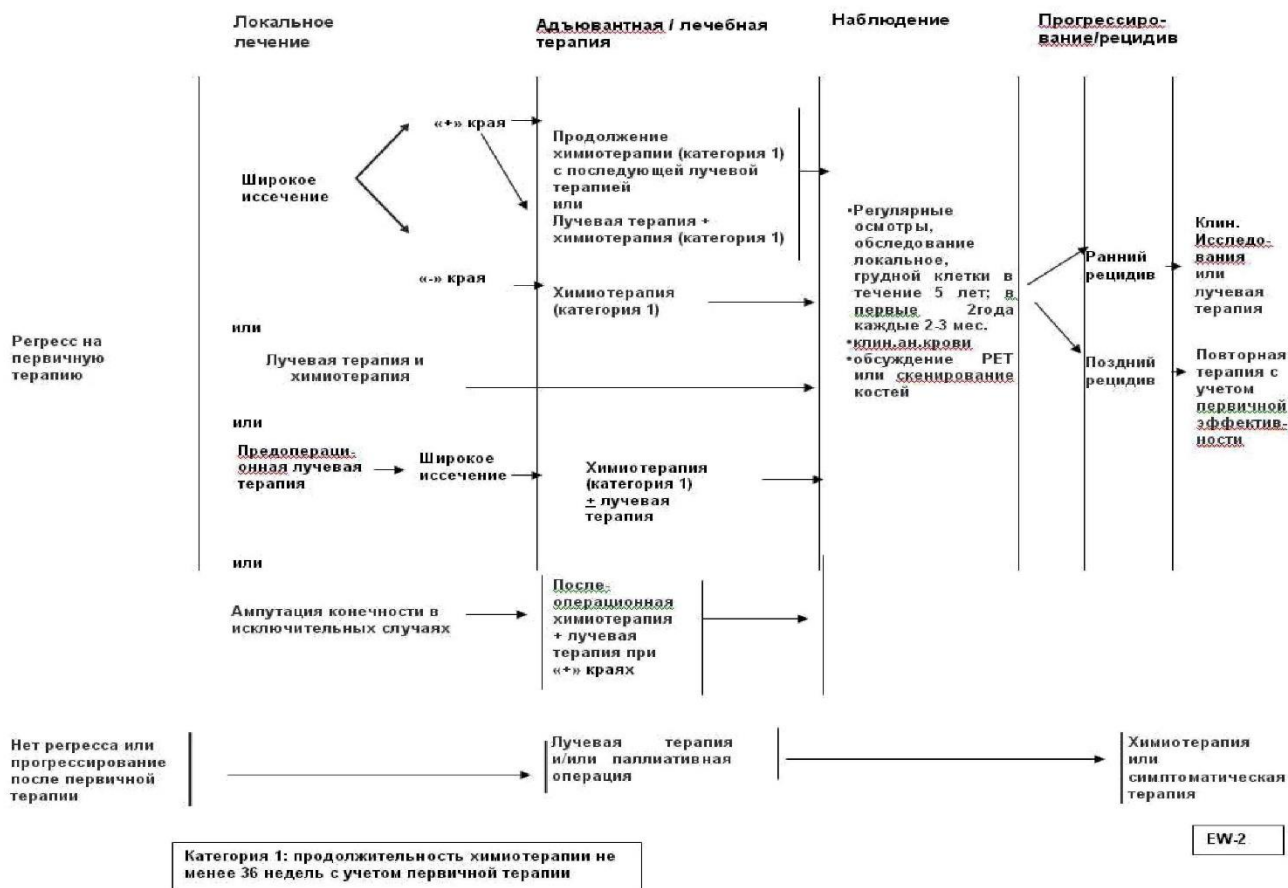 Локальное
лечение
Адъювантная / лечебная
терапия
Наблюдение
Прогрессиро-
вание/рецидив
Регресс на
первичную
терапию
Широкое
иссечение
«+» края
«-» края
Продолжение
химиотерапии (категория 1)
с последующей лучевой
терапией
или
Лучевая терапия +
химиотерапия (категория 1)
Химиотерапия
(категория 1)
или
Лучевая терапия и
химиотерапия
или
Предопераци-
онная лучевая
терапия
Широкое
иссечение
Химиотерапия
(категория 1)
± лучевая
терапия
или
Ампутация конечности в
исключительных случаях
После-
операционная
химиотерапия
+ лучевая
терапия при
«+» краях
•Регулярные
осмотры,
обследование
локальное,
грудной клетки в
течение 5 лет; в
первые 2года
каждые 2-3 мес.
•клин.ан.крови
•обсуждение PET
или скенирование
костей
Ранний
рецидив
Клин.
Исследо-
вания
или
лучевая
терапия
Поздний
рецидив
Повторная
терапия с
учетом
первичной
эффектив-
ности
Нет регресса или
прогрессирование
после первичной
терапии
Лучевая терапия
и/или паллиативная
операция
Химиотерапия
или
симптоматическая
терапия
Категория 1: продолжительность химиотерапии не
менее 36 недель с учетом первичной терапии
EW-2